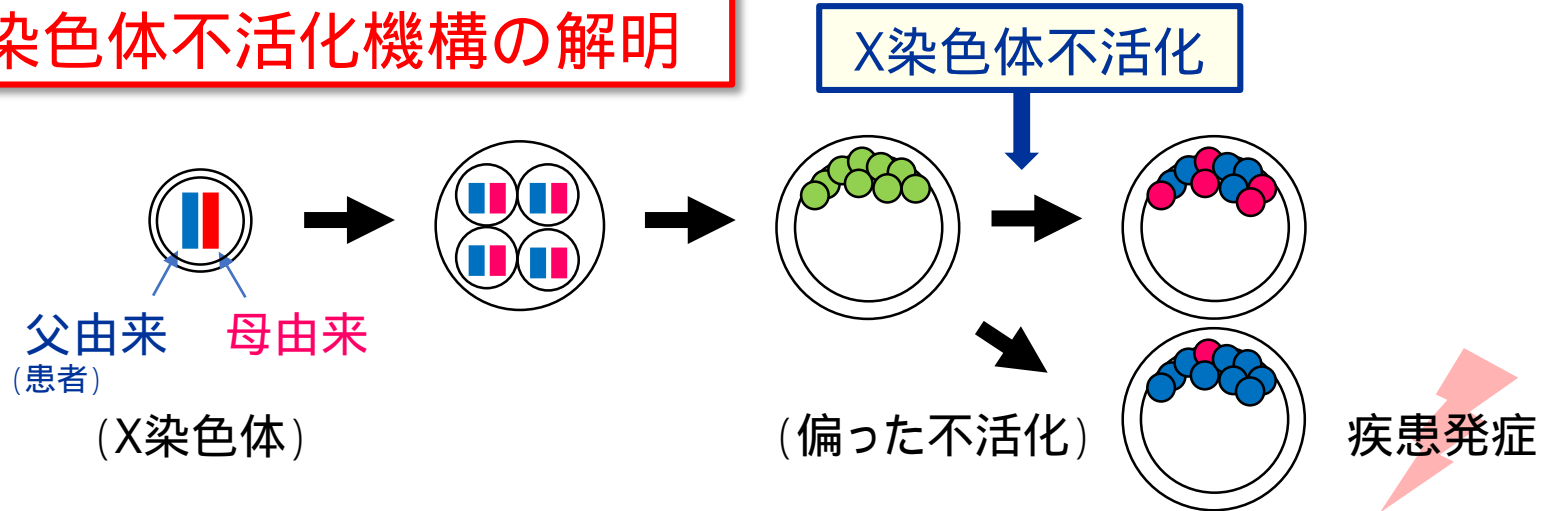 染色体不活化機構の解明
X染色体不活化
父由来 母由来
(患者)
(X染色体)
(偏った不活化)
疾患発症